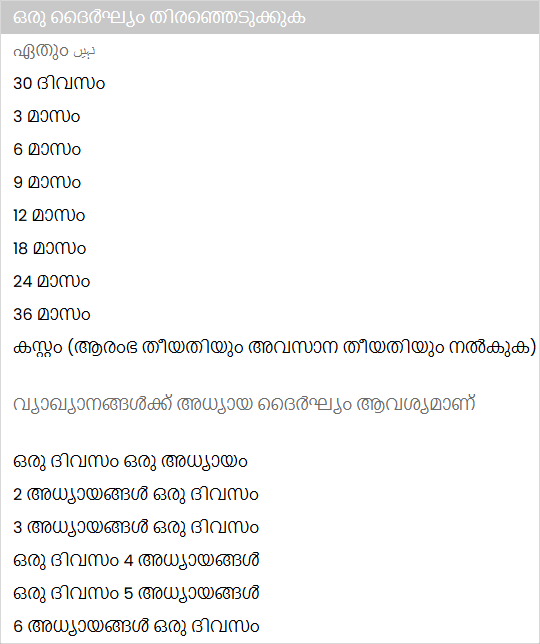 ഒരു ദൈർഘ്യം തിരഞ്ഞെടുക്കുക
ഏതും نہیں
30 ദിവസം
3 മാസം
6 മാസം
9 മാസം
12 മാസം
18 മാസം
24 മാസം
36 മാസം
കസ്റ്റം (ആരംഭ തീയതിയും അവസാന തീയതിയും നൽകുക)
വ്യാഖ്യാനങ്ങൾക്ക് അധ്യായ ദൈർഘ്യം ആവശ്യമാണ്
ഒരു ദിവസം ഒരു അധ്യായം
2 അധ്യായങ്ങൾ ഒരു ദിവസം
3 അധ്യായങ്ങൾ ഒരു ദിവസം
ഒരു ദിവസം 4 അധ്യായങ്ങൾ
ഒരു ദിവസം 5 അധ്യായങ്ങൾ
6 അധ്യായങ്ങൾ ഒരു ദിവസം